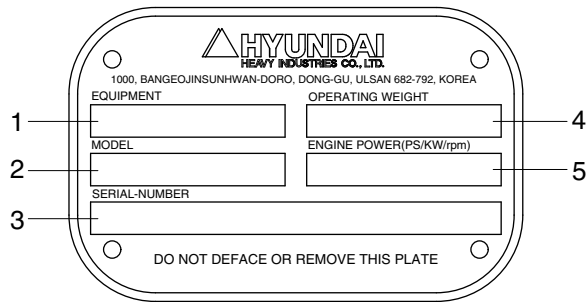 HYUNDAI
HEAVY INDUSTRIES CO., LTD.
1000, BANGEOJINSUNHWAN-DORO, DONG-GU, ULSAN 682-792, KOREA
EQUIPMENT OPERATING WEIGHT
1 4
MODEL ENGINE POWER(PS/KW/rpm)
2 5
SERIAL-NUMBER
3
DO NOT DEFACE OR REMOVE THIS PLATE